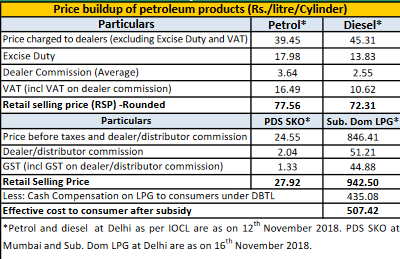 Price buildup of petroleum products (Rs./litre/Cylinder)
Particulars Petrol* Diesel*
Price charged to dealers (excluding Excise Duty and VAT) 39.45 45.31
Excise Duty 17.98 13.83
Dealer Commission (Average) 3.64 2.55
VAT (incl VAT on dealer commission) 16.49 10.62
Retail selling price (RSP) -Rounded 77.56 72.31
Particulars PDS SKO* Sub. Dom LPG*
Price before taxes and dealer/distributor commission 24.55 846.41
Dealer/distributor commission 2.04 51.21
GST (incl GST on dealer/distributor commission) 1.33 44.88
Retail Selling Price 27.92 942.50
Less: Cash Compensation on LPG to consumers under DBTL 435.08
Effective cost to consumer after subsidy 507.42
*Petrol and diesel at Delhi as per IOCL are as on 12th November 2018. PDS SKO at
Mumbai and Sub. Dom LPG at Delhi are as on 16th November 2018.